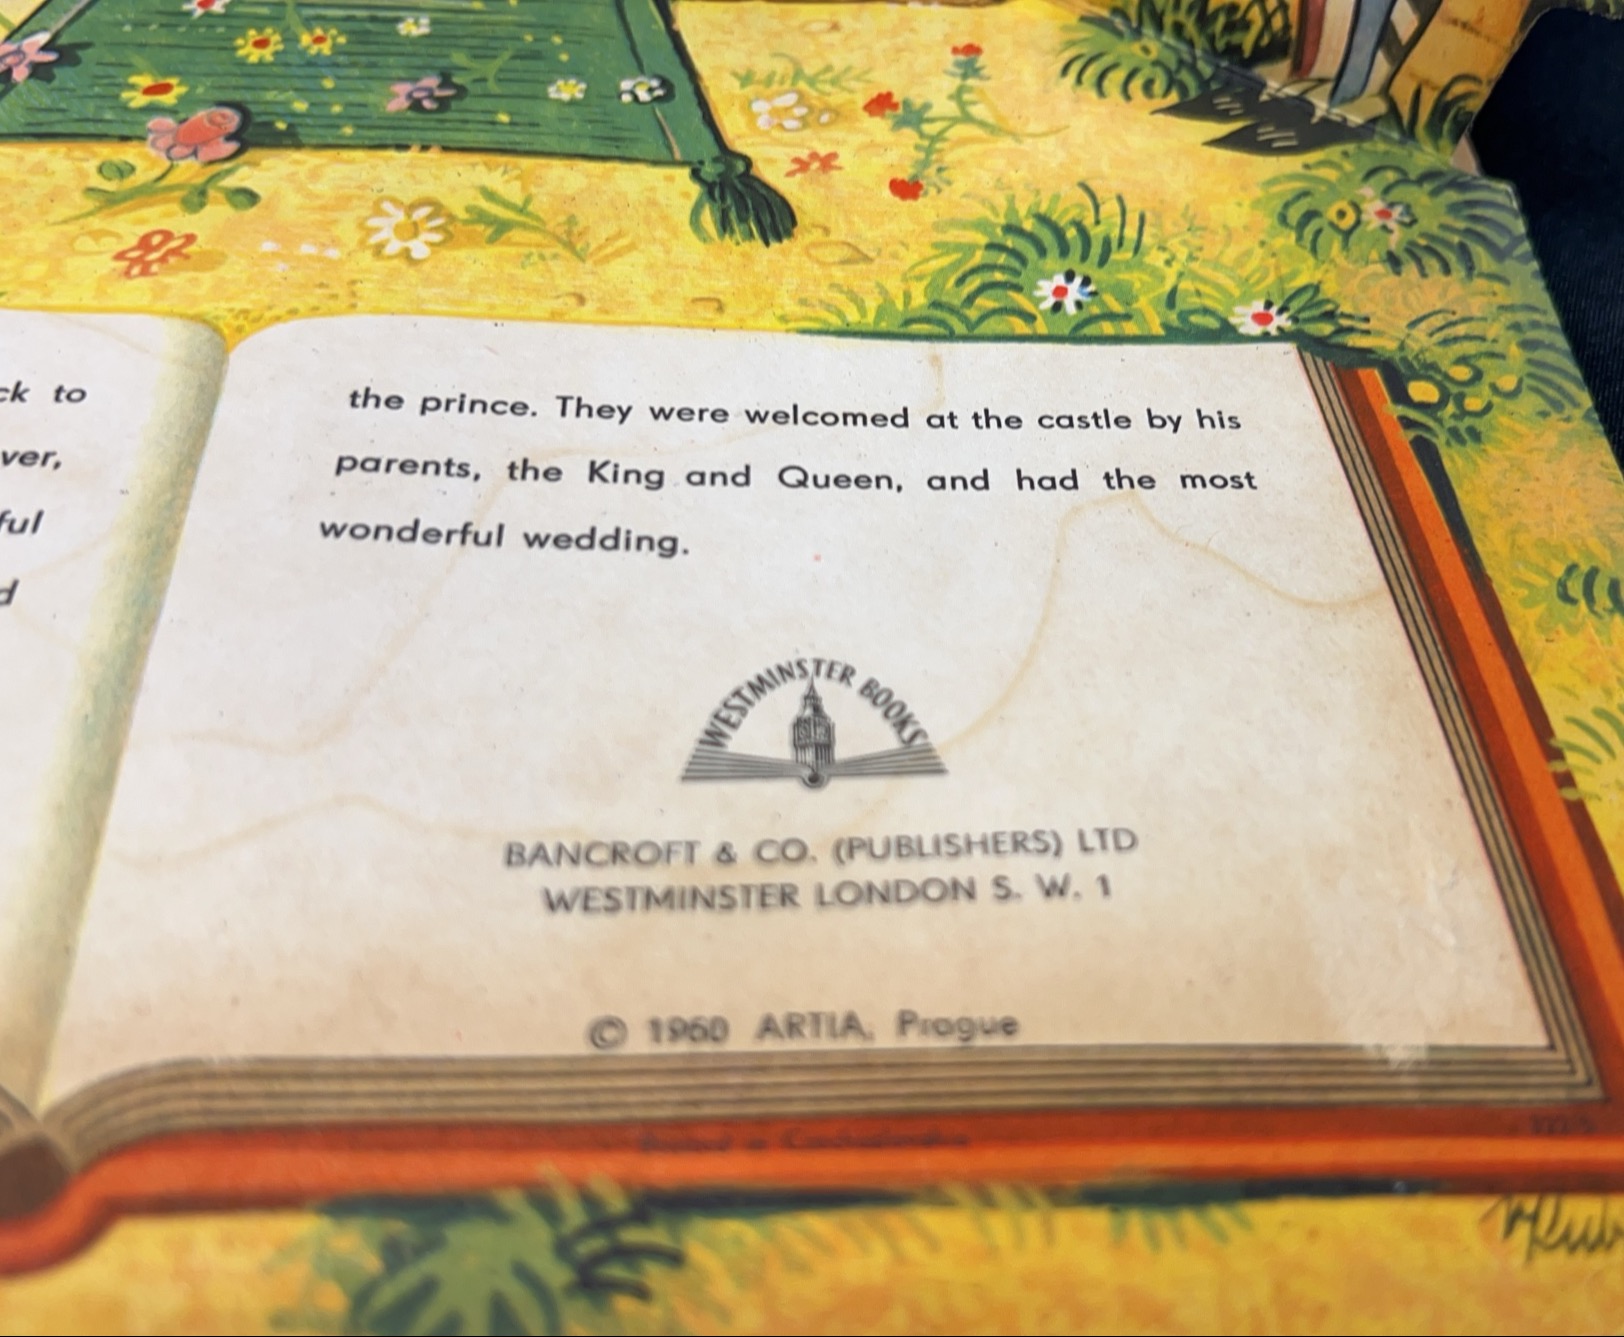 ck to
ver,
ful
d
the prince. They were welcomed at the castle by his
parents, the King and Queen, and had the most
wonderful wedding.
WESTMINSTER BOOKS
BANCROFT & CO. (PUBLISHERS) LTD
WESTMINSTER LONDON S. W. 1
© 1960 ARTIA, Prague